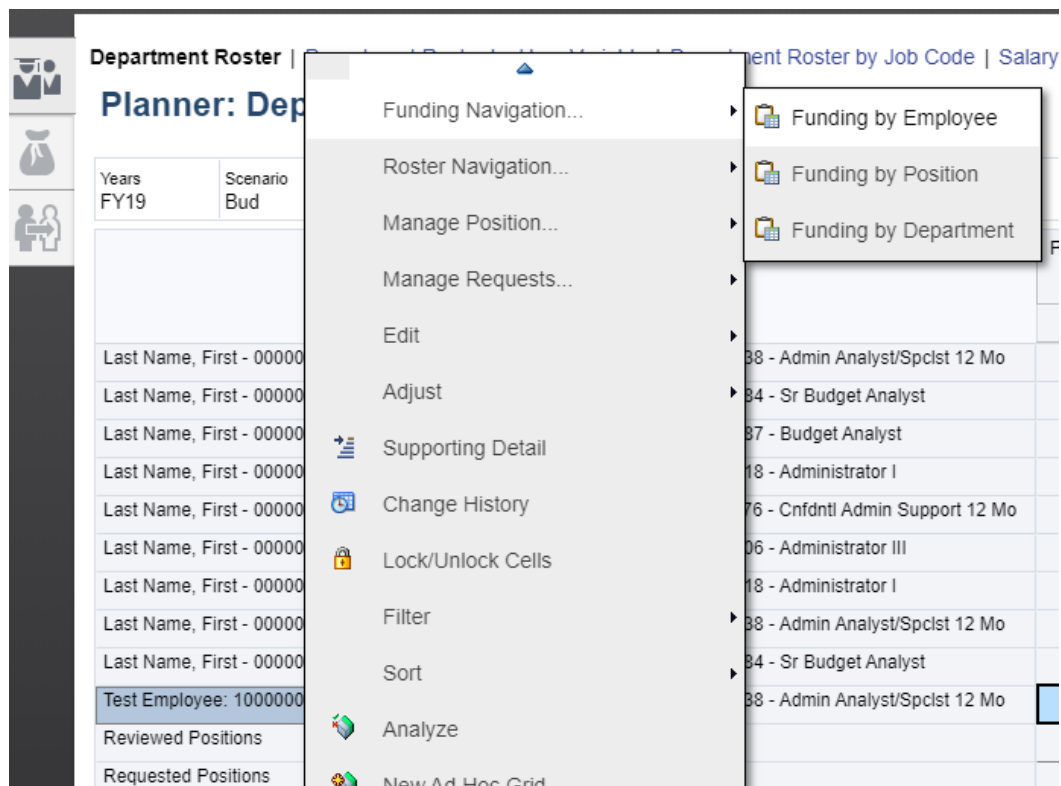 Department Roster | Department Roster by Job Code | Salary
Planner: Dep
Funding Navigation...
Funding by Employee
Roster Navigation...
Funding by Position
Years
FY19
Scenario
Bud
Manage Position...
Funding by Department
Manage Requests...
Edit
Last Name, First - 00000
38 - Admin Analyst/Spclst 12 Mo
Adjust
Last Name, First - 00000
84 - Sr Budget Analyst
Last Name, First - 00000
87 - Budget Analyst
Supporting Detail
Last Name, First - 00000
18 - Administrator I
Change History
Last Name, First - 00000
76 - Cnfdntl Admin Support 12 Mo
Last Name, First - 00000
06 - Administrator III
Lock/Unlock Cells
Last Name, First - 00000
18 - Administrator I
Filter
Last Name, First - 00000
38 - Admin Analyst/Spclst 12 Mo
Last Name, First - 00000
84 - Sr Budget Analyst
Sort
Test Employee: 1000000
38 - Admin Analyst/Spclst 12 Mo
Analyze
Reviewed Positions
Requested Positions
New Ad Hoc Grid